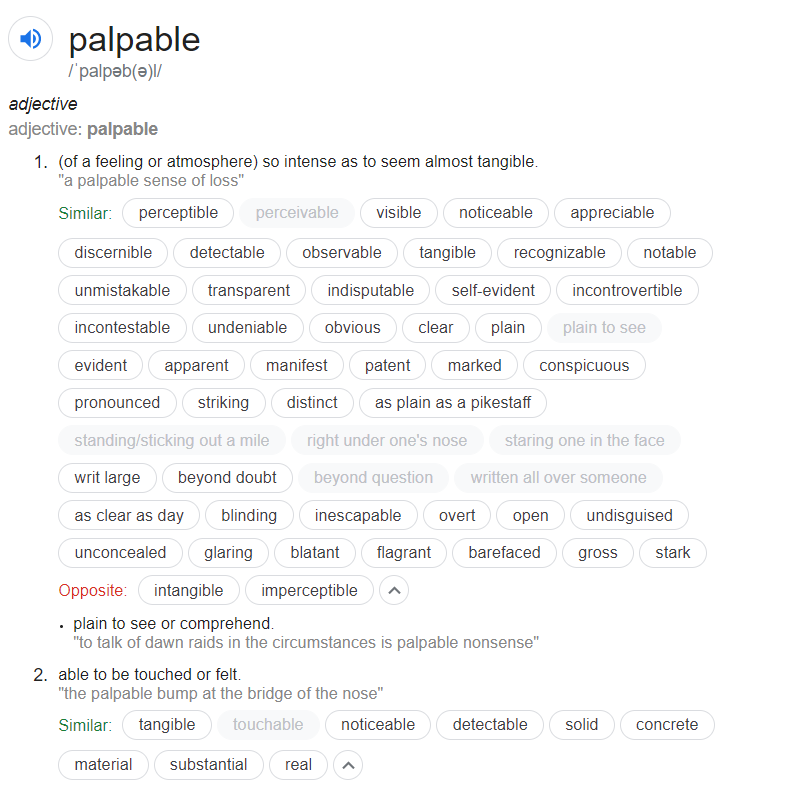 palpable
/ˈpalpəb(ə)l/
adjective
adjective: palpable
1. (of a feeling or atmosphere) so intense as to seem almost tangible.
"a palpable sense of loss"
Similar: perceptible perceivable visible noticeable appreciable
discernible detectable observable tangible recognizable notable
unmistakable transparent indisputable self-evident incontrovertible
incontestable undeniable obvious clear plain plain to see
evident apparent manifest patent marked conspicuous
pronounced striking distinct as plain as a pikestaff
standing/sticking out a mile right under one's nose staring one in the face
writ large beyond doubt beyond question written all over someone
as clear as day blinding inescapable overt open undisguised
unconcealed glaring blatant flagrant barefaced gross stark
Opposite: intangible imperceptible
• plain to see or comprehend.
"to talk of dawn raids in the circumstances is palpable nonsense"
2. able to be touched or felt.
"the palpable bump at the bridge of the nose"
Similar: tangible touchable noticeable detectable solid concrete
material substantial real